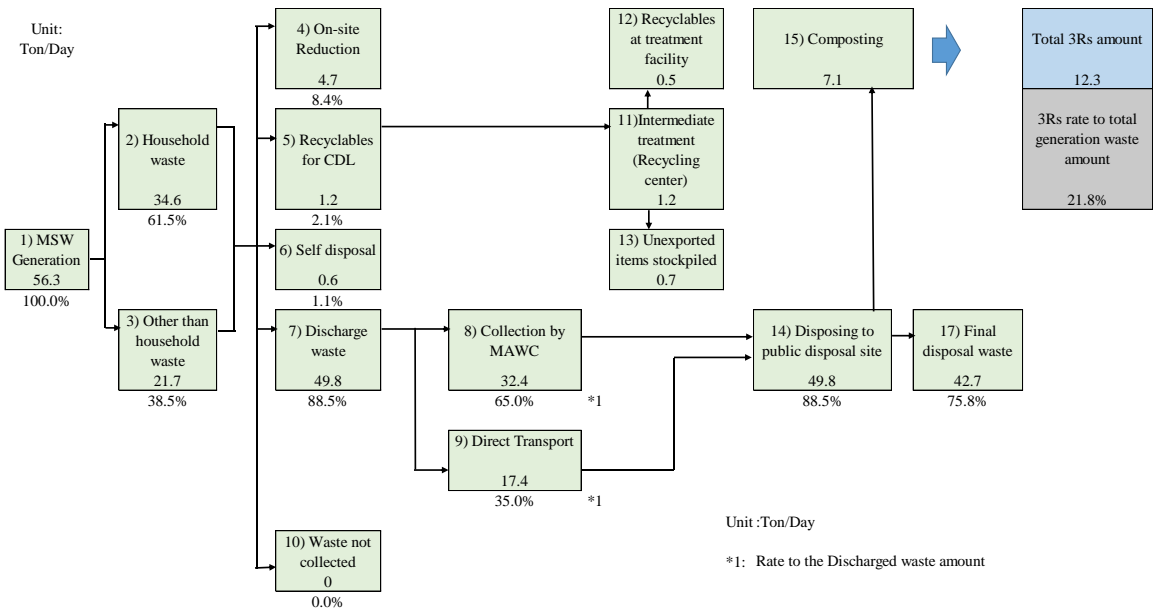 Unit:
Ton/Day
1) MSW
Generation
56.3
100.0%
2) Household
waste
34.6
61.5%
3) Other than
household
waste
21.7
38.5%
4) On-site
Reduction
4.7
8.4%
5) Recyclables
for CDL
1.2
2.1%
6) Self disposal
0.6
1.1%
7) Discharge
waste
49.8
88.5%
8) Collection by
MAWC
32.4
65.0% *1
9) Direct Transport
17.4
35.0% *1
10) Waste not
collected
0
0.0%
12) Recyclables
at treatment
facility
0.5
11)Intermediate
treatment
(Recycling
center)
1.2
13) Unexported
items stockpiled
0.7
15) Composting
7.1
14) Disposing to
public disposal site
49.8
88.5%
17) Final
disposal waste
42.7
75.8%
Total 3Rs amount
12.3
3Rs rate to total
generation waste
amount
21.8%
Unit :Ton/Day
*1: Rate to the Discharged waste amount